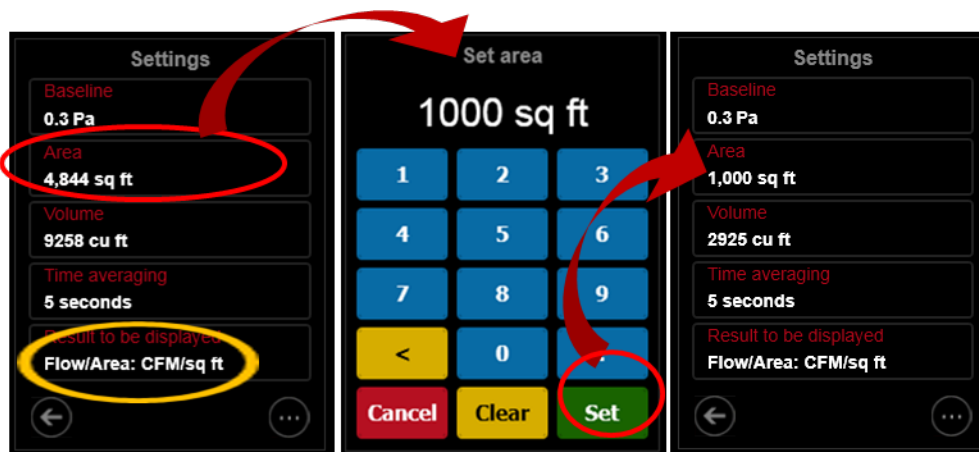 Settings
Baseline
0.3 Pa
Area
4,844 sq ft
Volume
9258 cu ft
Time averaging
5 seconds
Result to be displayed
Flow/Area: CFM/sq ft
Set area
1000 sq ft
1 2 3
4 5 6
7 8 9
< 0
Cancel Clear Set
Settings
Baseline
0.3 Pa
Area
1,000 sq ft
Volume
2925 cu ft
Time averaging
5 seconds
Result to be displayed
Flow/Area: CFM/sq ft